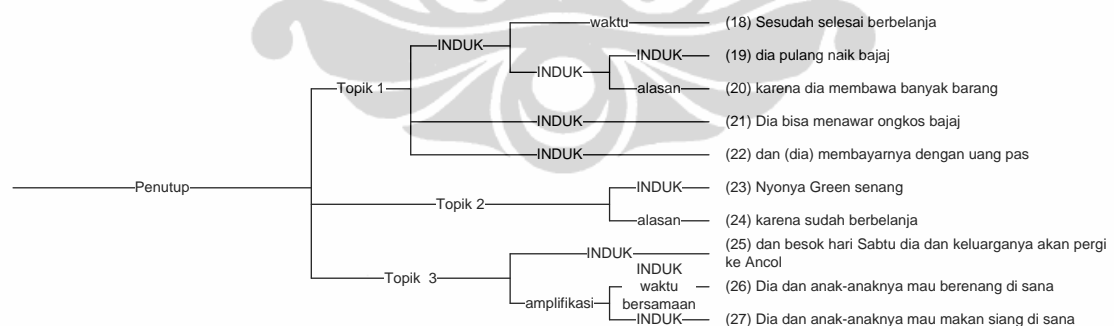 waktu (18) Sesudah selesai berbelanja
INDUK
INDUK (19) dia pulang naik bajaj
INDUK
Topik 1
alasan (20) karena dia membawa banyak barang
INDUK (21) Dia bisa menawar ongkos bajaj
INDUK (22) dan (dia) membayarnya dengan uang pas
Penutup
INDUK (23) Nyonya Green senang
Topik 2
alasan (24) karena sudah berbelanja
INDUK (25) dan besok hari Sabtu dia dan keluarganya akan pergi
ke Ancol
Topik 3
INDUK
waktu (26) Dia dan anak-anaknya mau berenang di sana
amplifikasi
bersamaan
INDUK (27) Dia dan anak-anaknya mau makan siang di sana